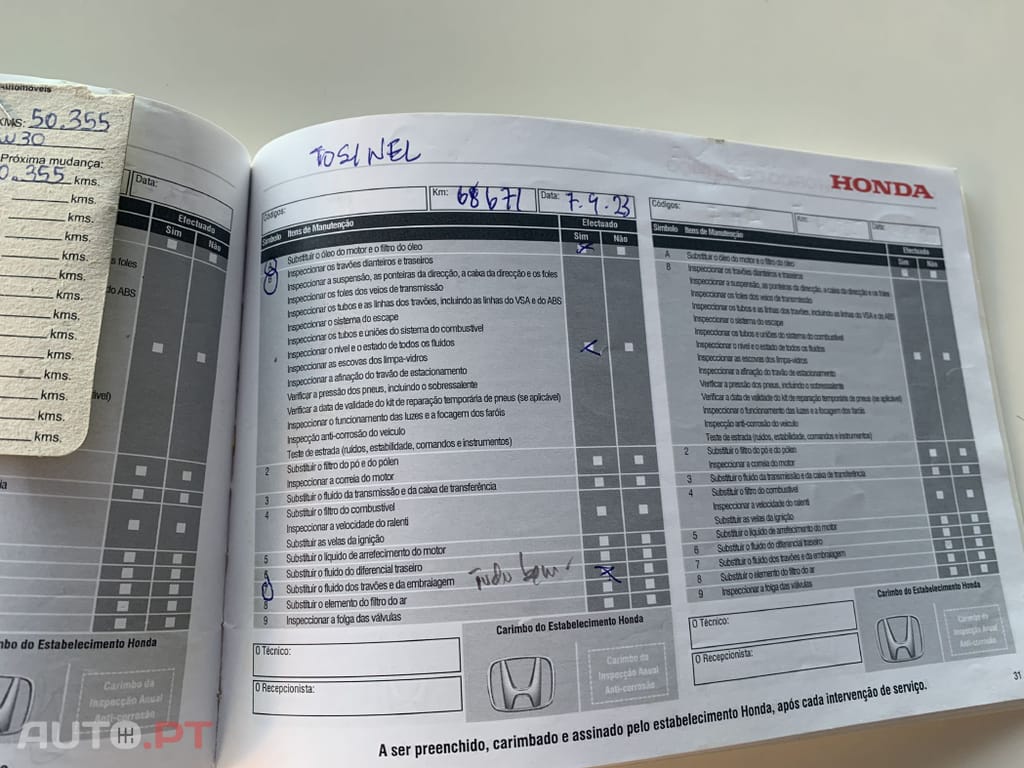 Automóveis
KMS: 50.355
W30
Próxima mudança:
0.355 kms.
kms.
kms.
kms.
kms.
kms.
kms.
kms.
kms.
kms.
kms.
kms.
kms.
kms.
Data:
Efectuado
Sim Não
s foles
do ABS
ível)
ia
mbo do Estabelecimento Honda
Carimbo da
Inspecção Anual
Anti-corrosão
AUTO.PT
TOSINEL
HONDA
Códigos: Km: 68671 Data: 7.9.23
Símbolo Itens de Manutenção Efectuado
Sim Não
Substituir o óleo do motor e o filtro do óleo
Inspeccionar os travões dianteiros e traseiros
Inspeccionar a suspensão, as ponteiras da direcção, a caixa da direcção e os foles
Inspeccionar os foles dos veios de transmissão
Inspeccionar os tubos e as linhas dos travões, incluindo as linhas do VSA e do ABS
Inspeccionar o sistema do escape
Inspeccionar os tubos e uniões do sistema do combustível
Inspeccionar o nível e o estado de todos os fluidos
Inspeccionar as escovas dos limpa-vidros
Inspeccionar a afinação do travão de estacionamento
Verificar a pressão dos pneus, incluindo o sobressalente
Verificar a data de validade do kit de reparação temporária de pneus (se aplicável)
Inspeccionar o funcionamento das luzes e a focagem dos faróis
Inspecção anti-corrosão do veículo
Teste de estrada (ruídos, estabilidade, comandos e instrumentos)
2 Substituir o filtro do pó e do pólen
Inspeccionar a correia do motor
3 Substituir o fluido da transmissão e da caixa de transferência
4 Substituir o filtro do combustível
Inspeccionar a velocidade do ralenti
Substituir as velas da ignição
5 Substituir o líquido de arrefecimento do motor
6 Substituir o fluido do diferencial traseiro
Substituir o fluido dos travões e da embraiagem tudo bem
8 Substituir o elemento do filtro do ar
9 Inspeccionar a folga das válvulas
Carimbo do Estabelecimento Honda
O Técnico:
O Recepcionista:
Carimbo da
Inspecção Anual
Anti-corrosão
Códigos: Km: Data:
Símbolo Itens de Manutenção Efectuado
Sim Não
A Substituir o óleo do motor e o filtro do óleo
B Inspeccionar os travões dianteiros e traseiros
Inspeccionar a suspensão, as ponteiras da direcção, a caixa da direcção e os foles
Inspeccionar os foles dos veios de transmissão
Inspeccionar os tubos e as linhas dos travões, incluindo as linhas do VSA e do ABS
Inspeccionar o sistema do escape
Inspeccionar os tubos e uniões do sistema do combustível
Inspeccionar o nível e o estado de todos os fluidos
Inspeccionar as escovas dos limpa-vidros
Inspeccionar a afinação do travão de estacionamento
Verificar a pressão dos pneus, incluindo o sobressalente
Verificar a data de validade do kit de reparação temporária de pneus (se aplicável)
Inspeccionar o funcionamento das luzes e a focagem dos faróis
Inspecção anti-corrosão do veículo
Teste de estrada (ruídos, estabilidade, comandos e instrumentos)
2 Substituir o filtro do pó e do pólen
Inspeccionar a correia do motor
3 Substituir o fluido da transmissão e da caixa de transferência
4 Substituir o filtro do combustível
Inspeccionar a velocidade do ralenti
Substituir as velas da ignição
5 Substituir o líquido de arrefecimento do motor
6 Substituir o fluido do diferencial traseiro
7 Substituir o fluido dos travões e da embraiagem
8 Substituir o elemento do filtro do ar
9 Inspeccionar a folga das válvulas
Carimbo do Estabelecimento Honda
O Técnico:
O Recepcionista:
Carimbo da
Inspecção Anual
Anti-corrosão
31
A ser preenchido, carimbado e assinado pelo estabelecimento Honda, após cada intervenção de serviço.